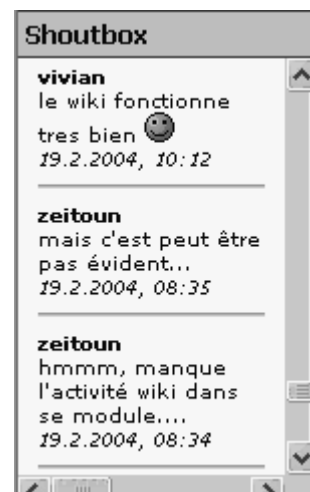 Shoutbox
vivian
le wiki fonctionne
tres bien
19.2.2004, 10:12
zeitoun
mais c'est peut être
pas évident...
19.2.2004, 08:35
zeitoun
hmmm, manque
l'activité wiki dans
se module....
19.2.2004, 08:34